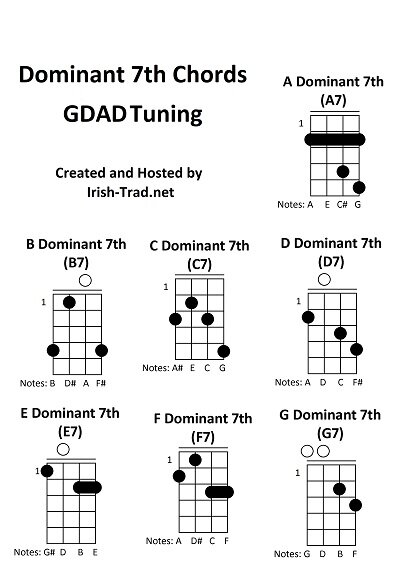 Dominant 7th Chords
GDAD Tuning
Created and Hosted by
Irish-Trad.net
A Dominant 7th
(A7)
1
Notes: A E C# G
B Dominant 7th
(B7)
1
Notes: B D# A F#
C Dominant 7th
(C7)
1
Notes: A# E C G
D Dominant 7th
(D7)
1
Notes: A D C F#
E Dominant 7th
(E7)
1
Notes: G# D B E
F Dominant 7th
(F7)
1
Notes: A D# C F
G Dominant 7th
(G7)
1
Notes: G D B F